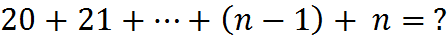 20 + 21 + ⋯ + (n − 1) + n = ?